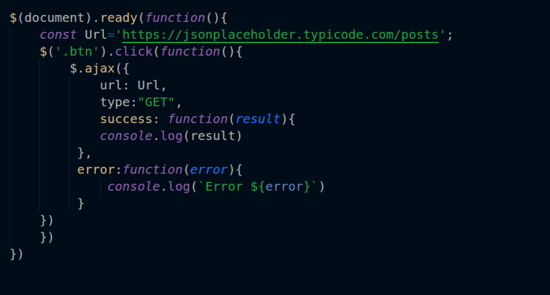 $(document).ready(function(){
    const Url='https://jsonplaceholder.typicode.com/posts';
    $('.btn').click(function(){
        $.ajax({
            url: Url,
            type:"GET",
            success: function(result){
            console.log(result)
         },
         error:function(error){
             console.log(`Error ${error}`)
         }
    })
    })
})